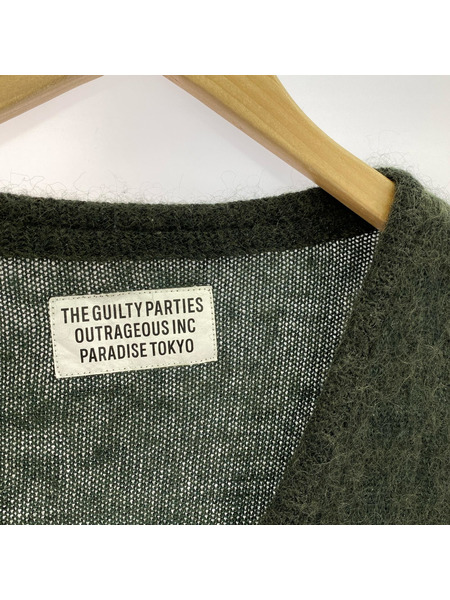 THE GUILTY PARTIES
OUTRAGEOUS INC
PARADISE TOKYO